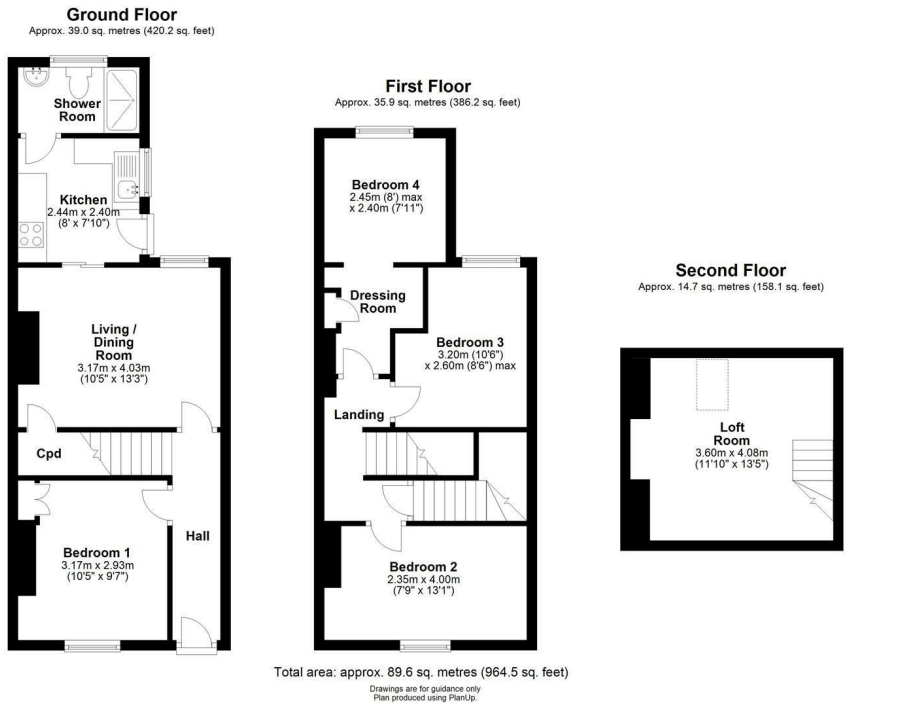 Ground Floor
Approx. 39.0 sq. metres (420.2 sq. feet)
Shower
Room
Kitchen
2.44m x 2.40m
(8' x 7'10")
Living /
Dining
Room
3.17m x 4.03m
(10'5" x 13'3")
Cpd
Hall
Bedroom 1
3.17m x 2.93m
(10'5" x 9'7")
First Floor
Approx. 35.9 sq. metres (386.2 sq. feet)
Bedroom 4
2.45m (8') max
x 2.40m (7'11")
Dressing
Room
Bedroom 3
3.20m (10'6")
x 2.60m (8'6") max
Landing
Bedroom 2
2.35m x 4.00m
(7'9" x 13'1")
Second Floor
Approx. 14.7 sq. metres (158.1 sq. feet)
Loft
Room
3.60m x 4.08m
(11'10" x 13'5")
Total area: approx. 89.6 sq. metres (964.5 sq. feet)
Drawings are for guidance only
Plan produced using PlanUp.